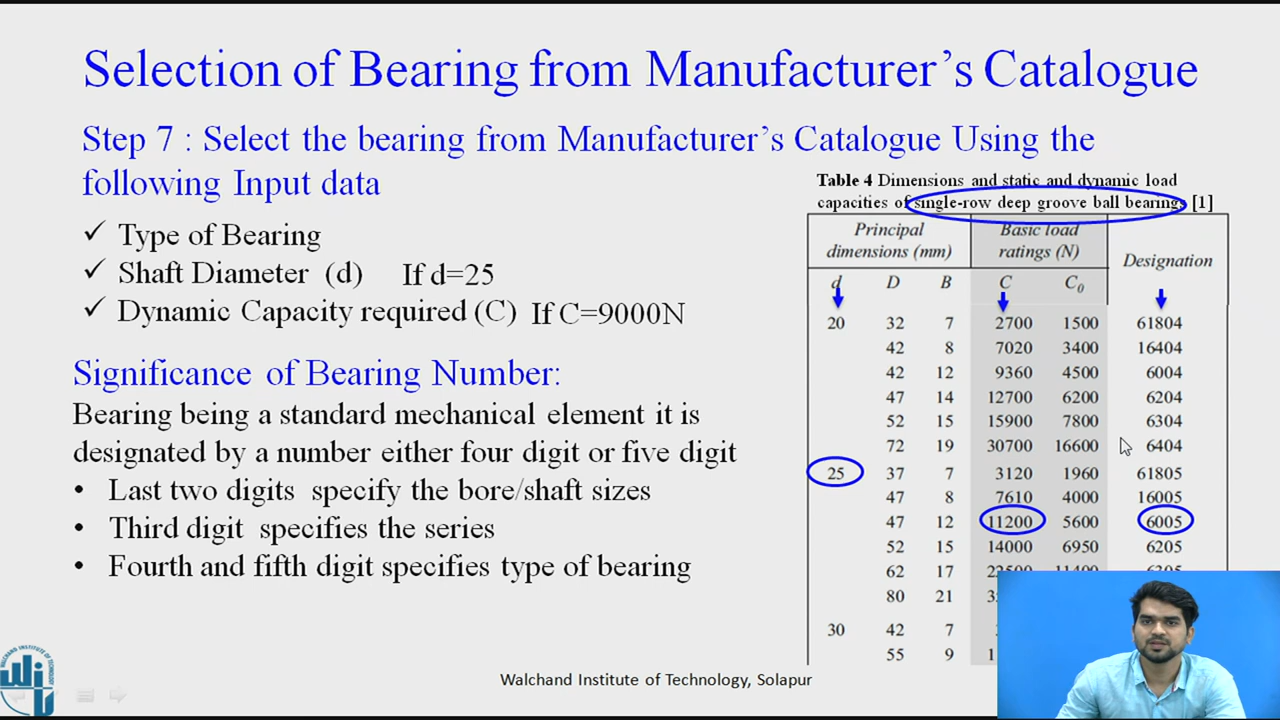 Selection of Bearing from Manufacturer’s Catalogue
Step 7 : Select the bearing from Manufacturer’s Catalogue Using the
following Input data
✓ Type of Bearing
✓ Shaft Diameter (d) If d=25
✓ Dynamic Capacity required (C) If C=9000N
Significance of Bearing Number:
Bearing being a standard mechanical element it is
designated by a number either four digit or five digit
• Last two digits specify the bore/shaft sizes
• Third digit specifies the series
• Fourth and fifth digit specifies type of bearing
Table 4 Dimensions and static and dynamic load
capacities of single-row deep groove ball bearings [1]
Principal dimensions (mm) Basic load ratings (N) Designation
d D B C C0
20 32 7 2700 1500 61804
42 8 7020 3400 16404
42 12 9360 4500 6004
47 14 12700 6200 6204
52 15 15900 7800 6304
72 19 30700 16600 6404
25 37 7 3120 1960 61805
47 8 7610 4000 16005
47 12 11200 5600 6005
52 15 14000 6950 6205
62 17 22500 11400 6305
80 21
30 42 7
55 9
Walchand Institute of Technology, Solapur